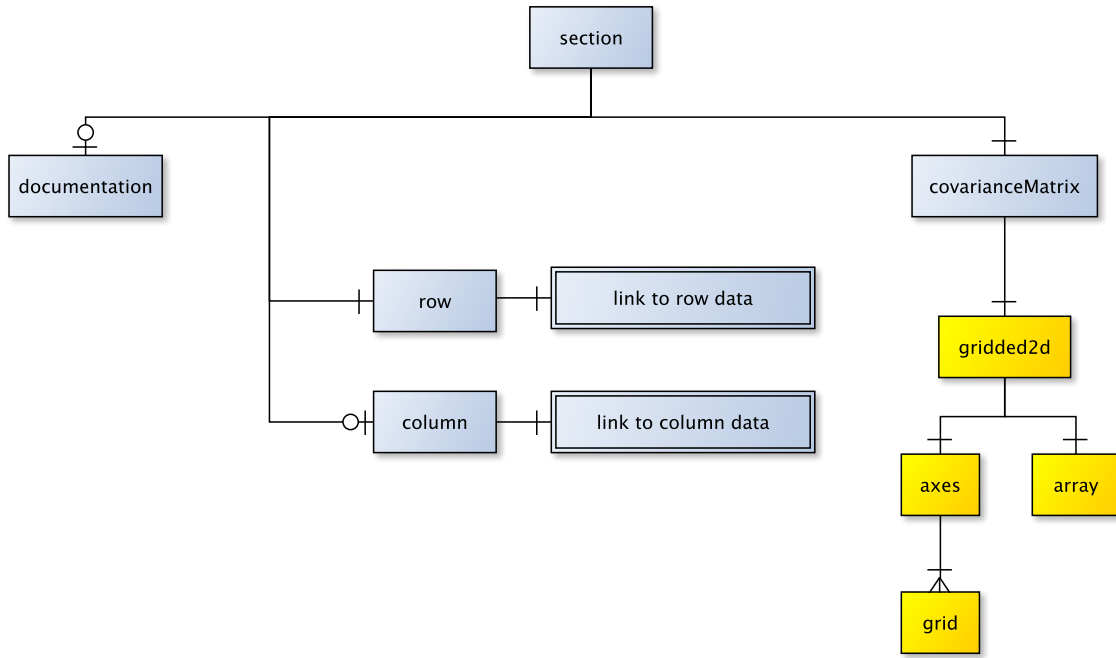 section
documentation
covarianceMatrix
row
link to row data
gridded2d
column
link to column data
axes
array
grid